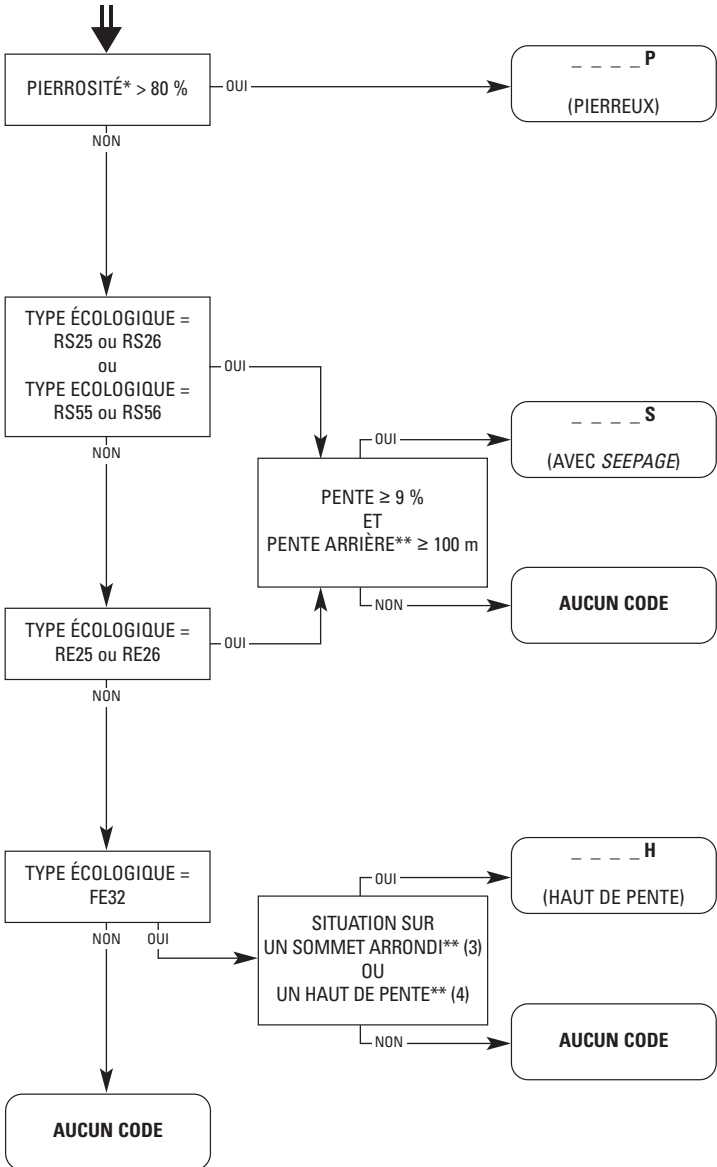 PIERROSITÉ* > 80 %
OUI
_ _ _ _ P
(PIERREUX)
NON
TYPE ÉCOLOGIQUE =
RS25 ou RS26
ou
TYPE ECOLOGIQUE =
RS55 ou RS56
OUI
NON
PENTE ≥ 9 %
ET
PENTE ARRIÈRE** ≥ 100 m
OUI
_ _ _ _ S
(AVEC SEEPAGE)
NON
AUCUN CODE
TYPE ÉCOLOGIQUE =
RE25 ou RE26
OUI
NON
TYPE ÉCOLOGIQUE =
FE32
NON
OUI
SITUATION SUR
UN SOMMET ARRONDI** (3)
OU
UN HAUT DE PENTE** (4)
OUI
_ _ _ _ H
(HAUT DE PENTE)
NON
AUCUN CODE
AUCUN CODE